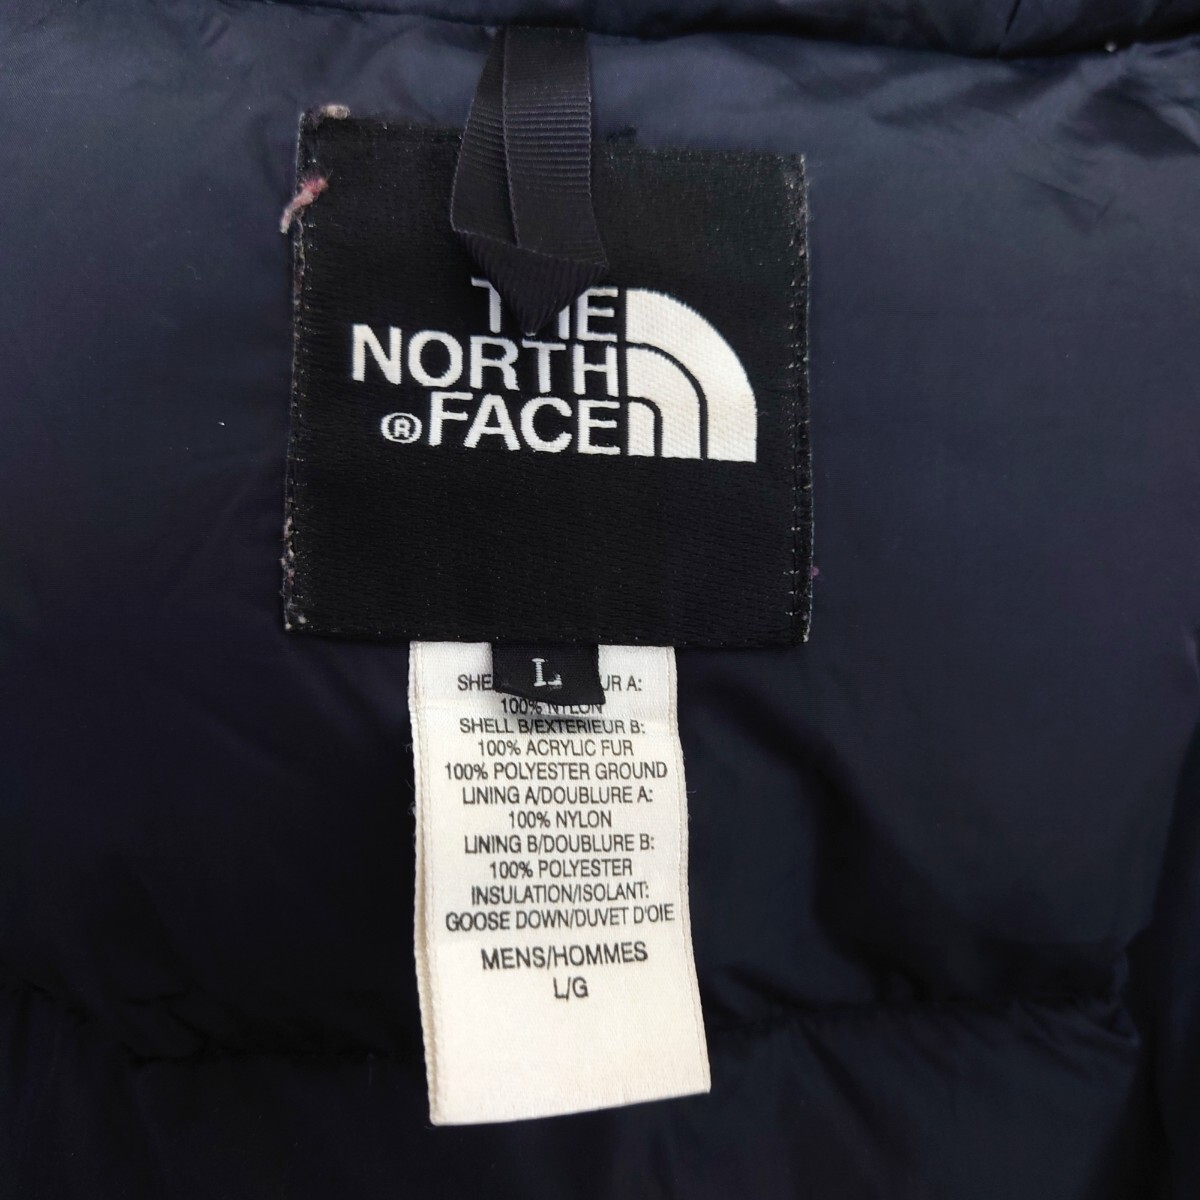 THE
NORTH
® FACE
L
UR A:
100% NYLON
SHELL B/EXTERIEUR B:
100% ACRYLIC FUR
100% POLYESTER GROUND
LINING A/DOUBLURE A:
100% NYLON
LINING B/DOUBLURE B:
100% POLYESTER
INSULATION/ISOLANT:
GOOSE DOWN/DUVET D'OIE
MENS/HOMMES
L/G